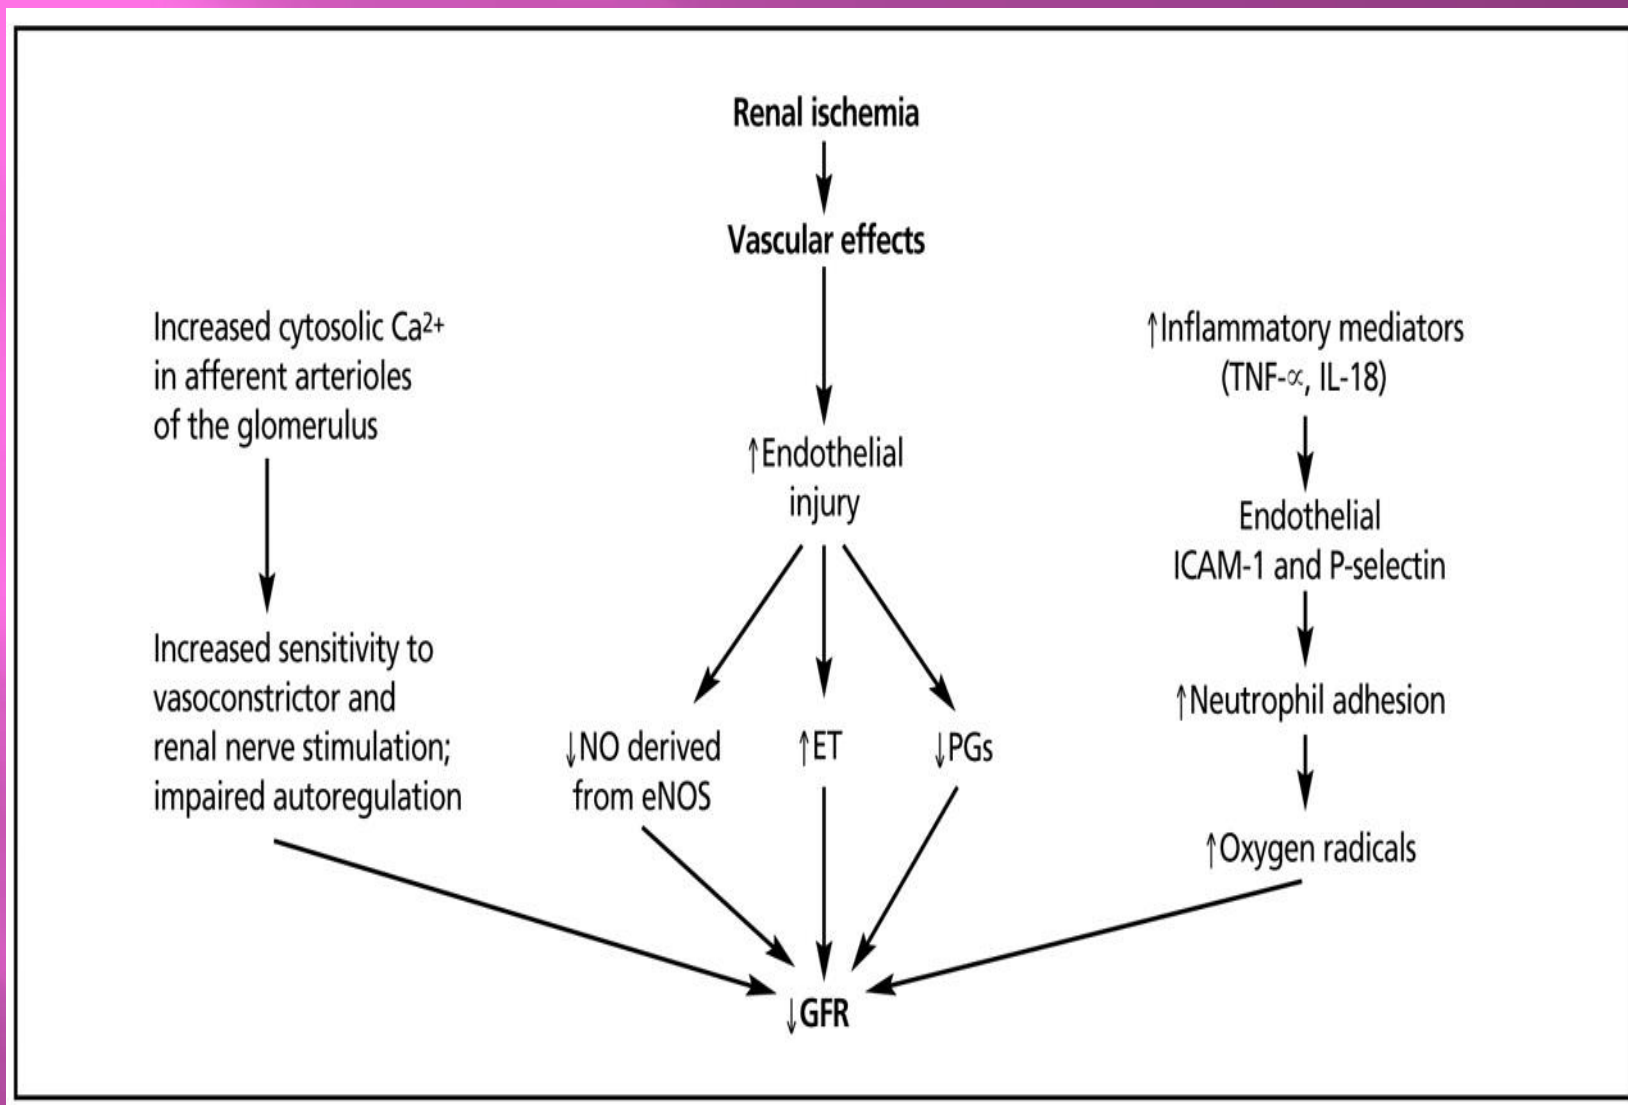 Renal ischemia
Vascular effects
Increased cytosolic Ca2+
in afferent arterioles
of the glomerulus
Increased sensitivity to
vasoconstrictor and
renal nerve stimulation;
impaired autoregulation
↑Endothelial
injury
↓NO derived
from eNOS
↑ET
↓PGs
↑Inflammatory mediators
(TNF-∝, IL-18)
Endothelial
ICAM-1 and P-selectin
↑Neutrophil adhesion
↑Oxygen radicals
↓GFR